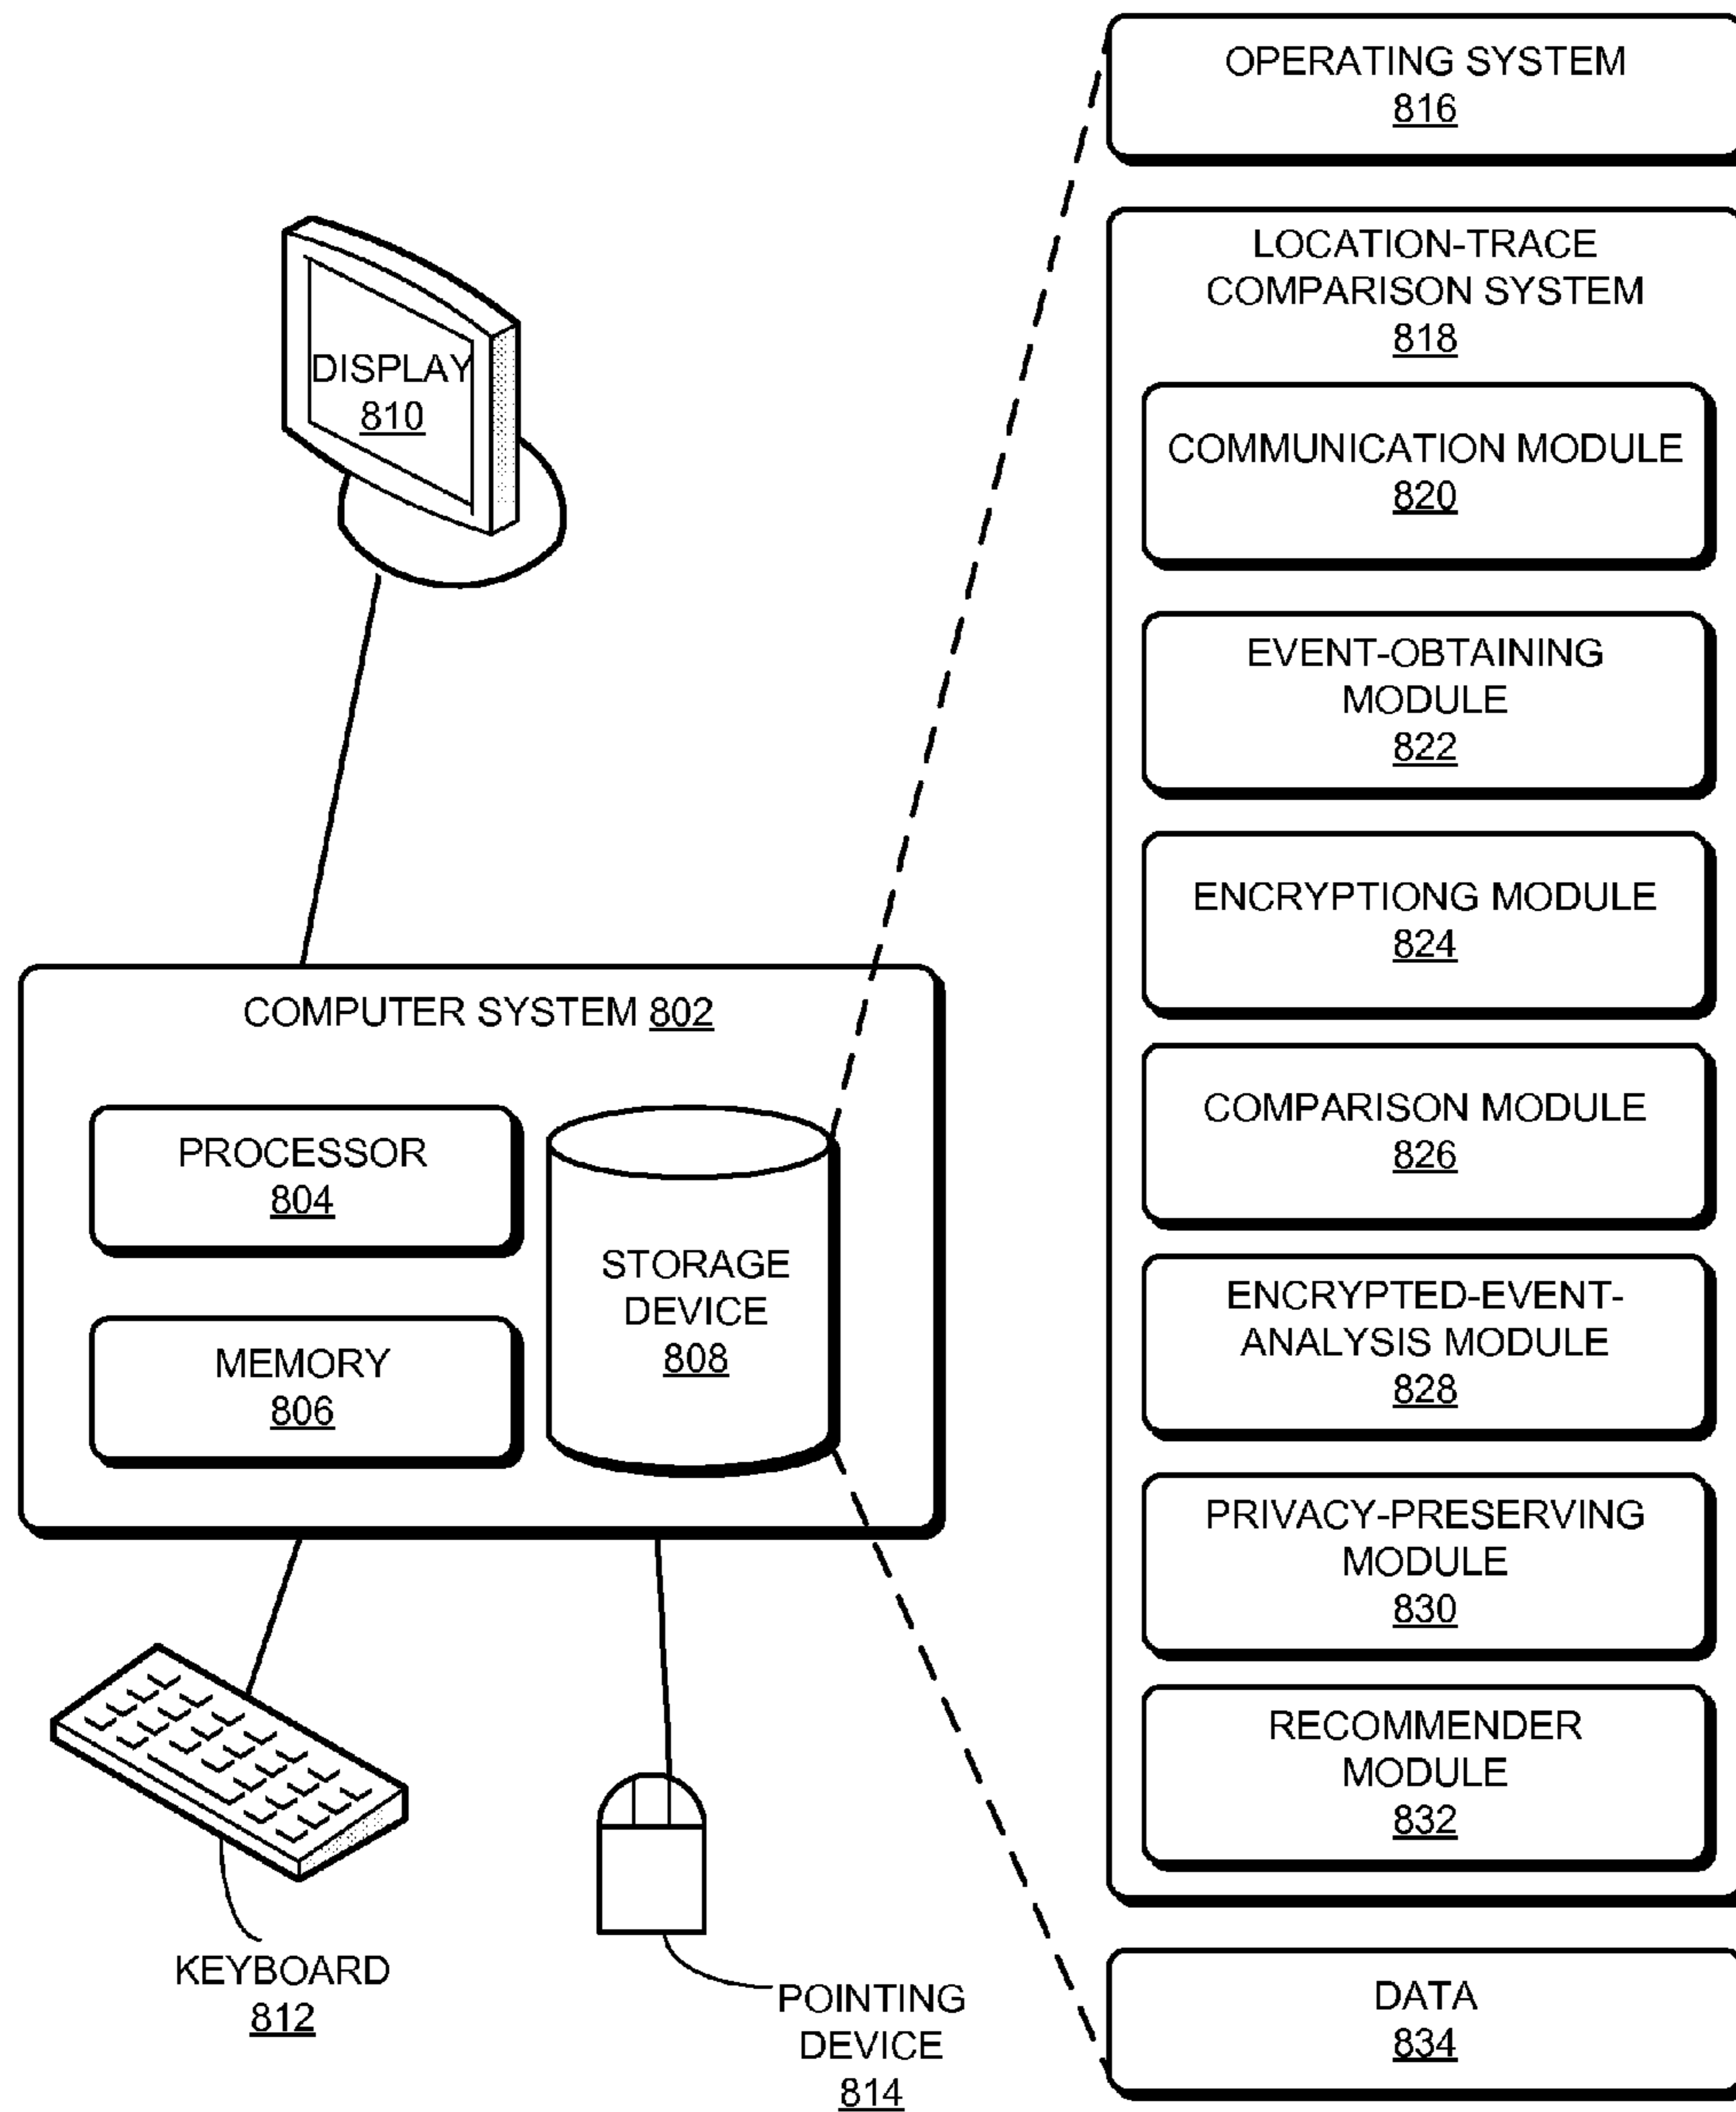 DISPLAY
810
COMPUTER SYSTEM 802
PROCESSOR
804
MEMORY
806
STORAGE
DEVICE
808
KEYBOARD
812
POINTING
DEVICE
814
OPERATING SYSTEM
816
LOCATION-TRACE
COMPARISON SYSTEM
818
COMMUNICATION MODULE
820
EVENT-OBTAINING
MODULE
822
ENCRYPTIONG MODULE
824
COMPARISON MODULE
826
ENCRYPTED-EVENT-
ANALYSIS MODULE
828
PRIVACY-PRESERVING
MODULE
830
RECOMMENDER
MODULE
832
DATA
834